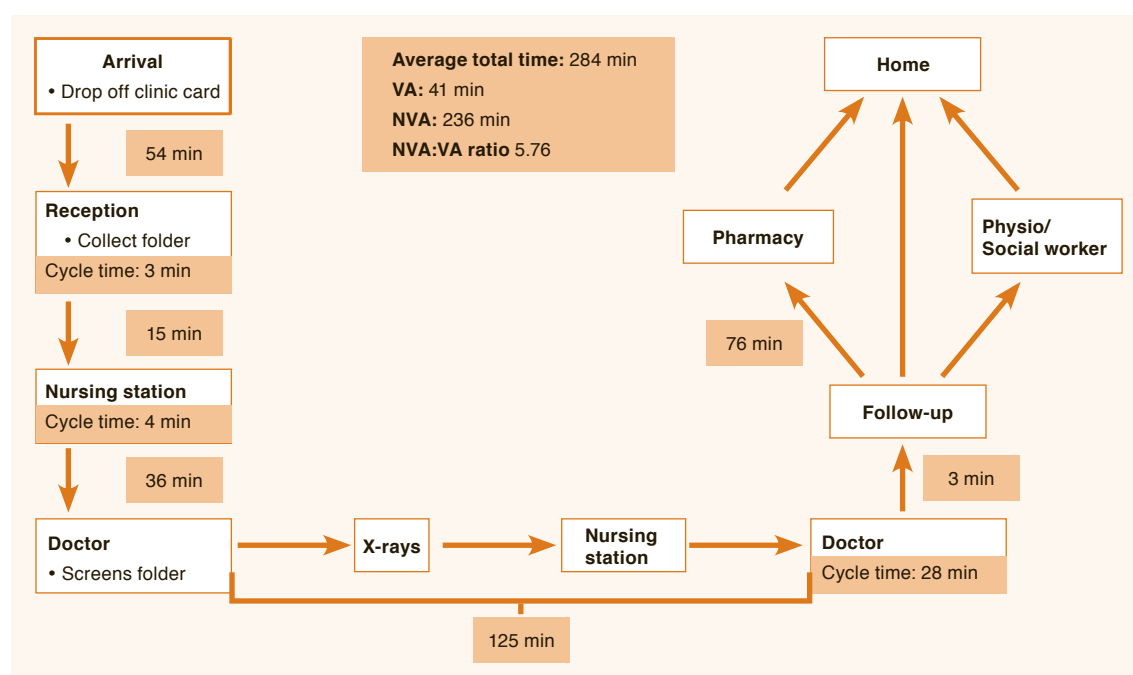 Arrival
• Drop off clinic card
54 min
Reception
• Collect folder
Cycle time: 3 min
15 min
Nursing station
Cycle time: 4 min
36 min
Doctor
• Screens folder
X-rays
Nursing
station
Doctor
Cycle time: 28 min
125 min
3 min
Follow-up
76 min
Pharmacy
Physio/
Social worker
Home
Average total time: 284 min
VA: 41 min
NVA: 236 min
NVA:VA ratio 5.76